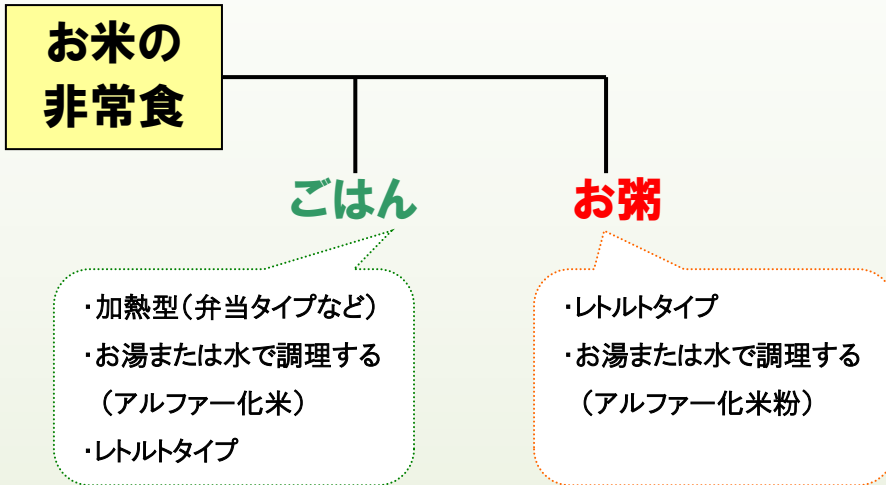 お米の
非常食
ごはん
お粥
・加熱型（弁当タイプなど）
・お湯または水で調理する
（アルファー化米）
・レトルトタイプ
・レトルトタイプ
・お湯または水で調理する
（アルファー化米粉）